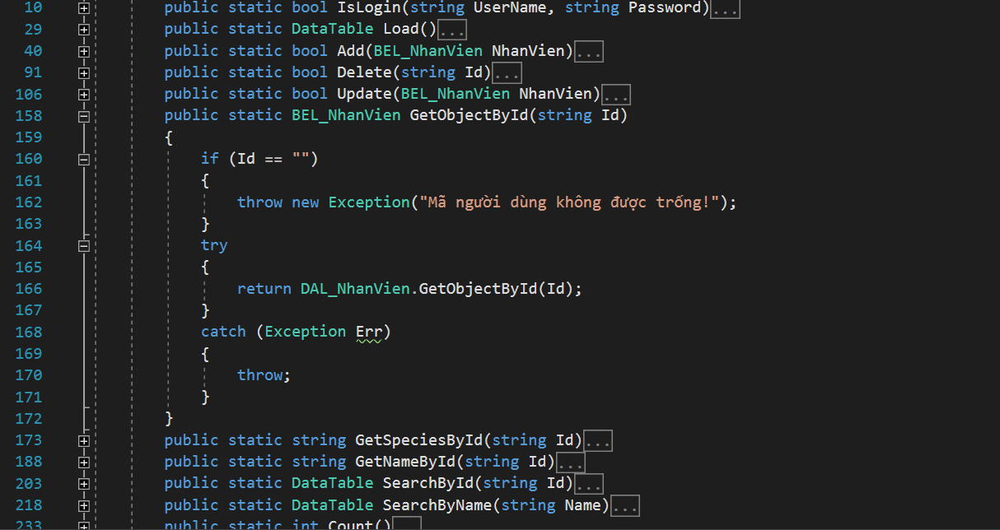 10 public static bool IsLogin(string UserName, string Password)...
29 public static DataTable Load()...
40 public static bool Add(BEL_NhanVien NhanVien)...
91 public static bool Delete(string Id)...
106 public static bool Update(BEL_NhanVien NhanVien)...
158 public static BEL_NhanVien GetObjectById(string Id)
159 {
160 if (Id == "")
161 {
162 throw new Exception("Mã người dùng không được trống!");
163 }
164 try
165 {
166 return DAL_NhanVien.GetObjectById(Id);
167 }
168 catch (Exception Err)
169 {
170 throw;
171 }
172 }
173 public static string GetSpeciesById(string Id)...
188 public static string GetNameById(string Id)...
203 public static DataTable SearchById(string Id)...
218 public static DataTable SearchByName(string Name)...
233 public static int Count()